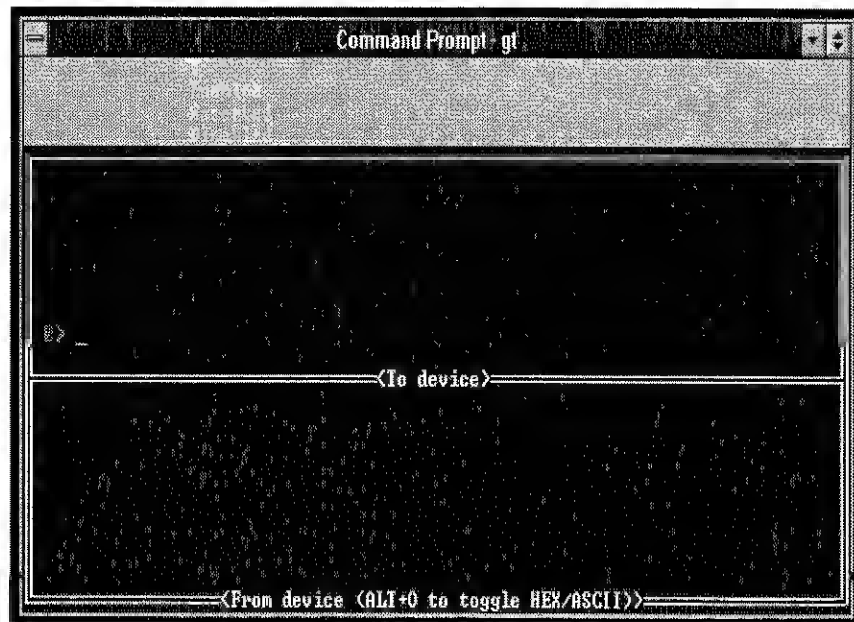 Command Prompt - gt
0> _
<To device>
<From device (ALT+O to toggle HEX/ASCII)>